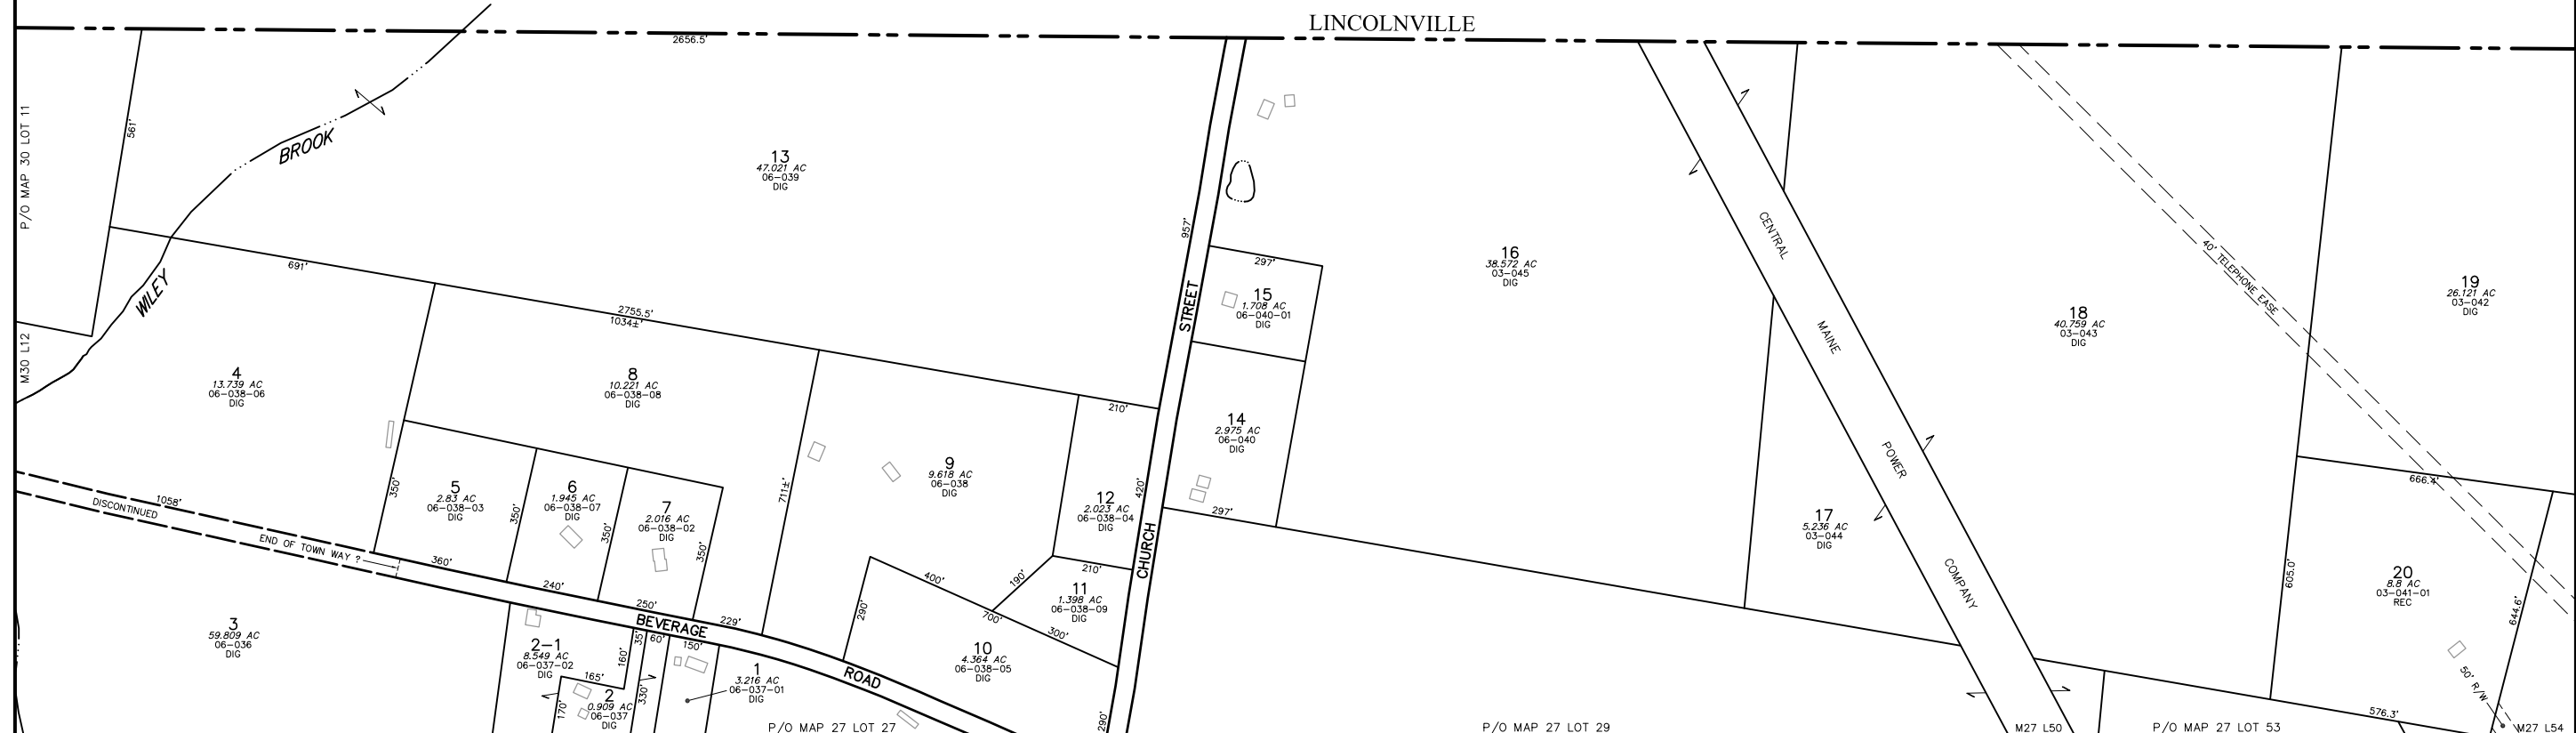 LINCOLNVILLE
2656.5'
P/O MAP 30 LOT 11
561'
BROOK
WILEY
13
47.021 AC
06-039
DIG
957'
691'
2755.5'
1034±'
M30 L12
4
13.739 AC
06-038-06
DIG
8
10.221 AC
06-038-08
DIG
210'
STREET
297'
15
1.708 AC
06-040-01
DIG
16
38.572 AC
03-045
DIG
CENTRAL
MAINE
POWER
COMPANY
40' TELEPHONE EASE
18
40.759 AC
03-043
DIG
19
26.121 AC
03-042
DIG
14
2.975 AC
06-040
DIG
297'
1058'
DISCONTINUED
END OF TOWN WAY ?
350'
5
2.83 AC
06-038-03
DIG
350'
6
1.945 AC
06-038-07
DIG
350'
7
2.016 AC
06-038-02
DIG
350'
711±'
9
9.618 AC
06-038
DIG
12
2.023 AC
06-038-04
DIG
420'
CHURCH
17
5.236 AC
03-044
DIG
666.4'
605.0'
20
8.8 AC
03-041-01
REC
644.6'
360'
240'
250'
229'
BEVERAGE
ROAD
400'
190'
210'
290'
700'
300'
11
1.398 AC
06-038-09
DIG
10
4.364 AC
06-038-05
DIG
290'
3
59.809 AC
06-036
DIG
2-1
8.549 AC
06-037-02
DIG
35'
60'
150'
160'
165'
170'
330'
2
0.909 AC
06-037
DIG
1
3.216 AC
06-037-01
DIG
P/O MAP 27 LOT 27
P/O MAP 27 LOT 29
M27 L50
P/O MAP 27 LOT 53
576.3'
50' R/W
M27 L54